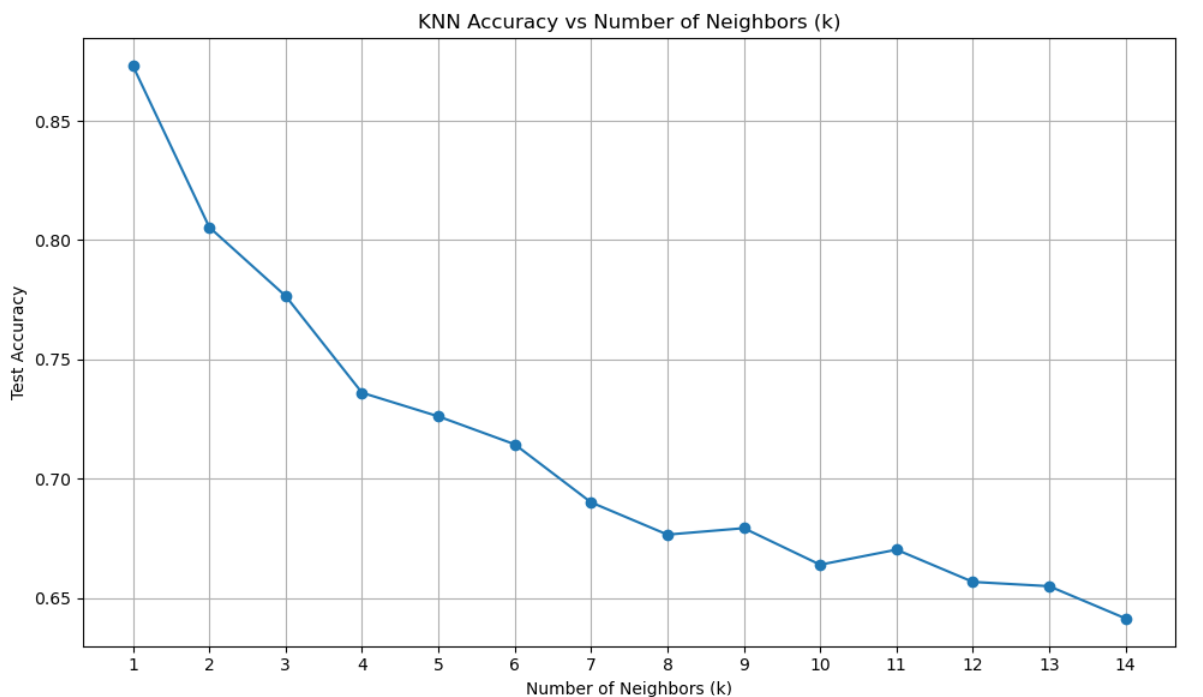 KNN Accuracy vs Number of Neighbors (k)
0.85
0.80
0.75
0.70
0.65
Test Accuracy
1 2 3 4 5 6 7 8 9 10 11 12 13 14
Number of Neighbors (k)